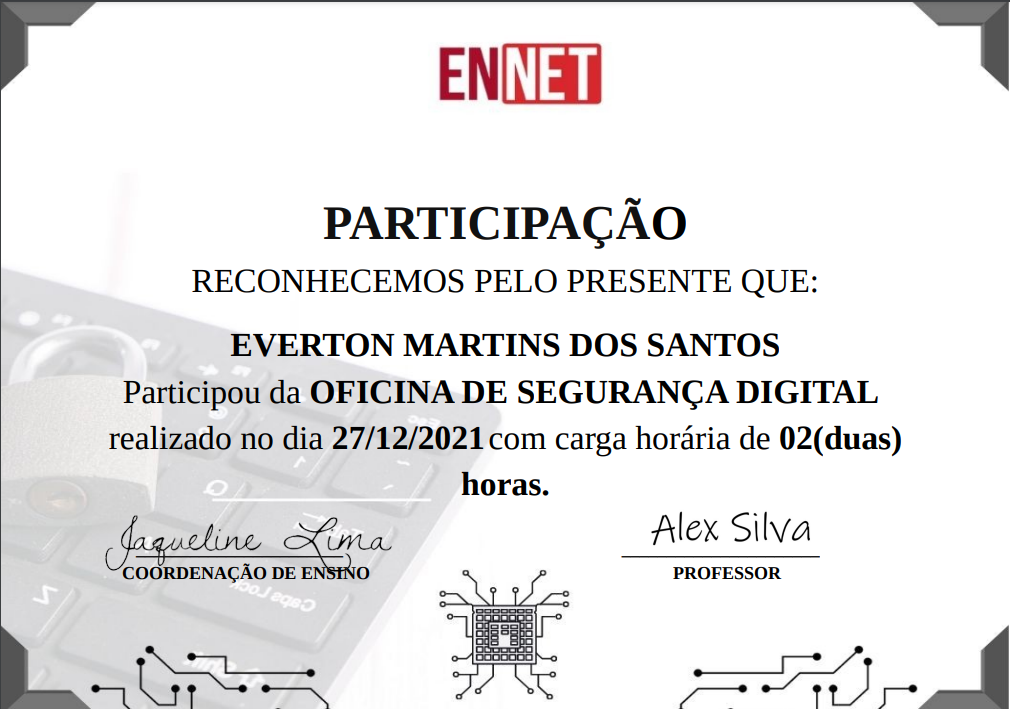 ENNET
PARTICIPAÇÃO
RECONHECEMOS PELO PRESENTE QUE:
EVERTON MARTINS DOS SANTOS
Participou da OFICINA DE SEGURANÇA DIGITAL
realizado no dia 27/12/2021 com carga horária de 02(duas)
horas.
Jaqueline Lima
COORDENAÇÃO DE ENSINO
Alex Silva
PROFESSOR
Esc
Q
Caps Lock
Z
Shift